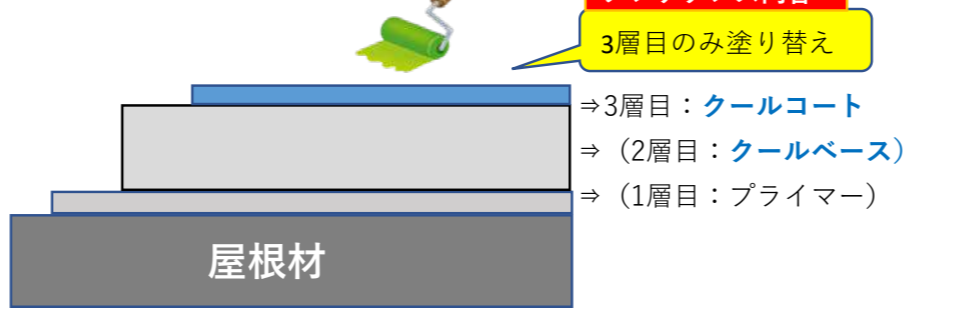 3層目のみ塗り替え
⇒3層目：クールコート
⇒（2層目：クールベース）
⇒（1層目：プライマー）
屋根材